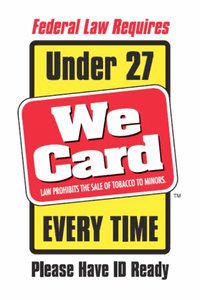 Federal Law Requires
Under 27
We
Card
LAW PROHIBITS THE SALE OF TOBACCO TO MINORS.
TM
EVERY TIME
Please Have ID Ready